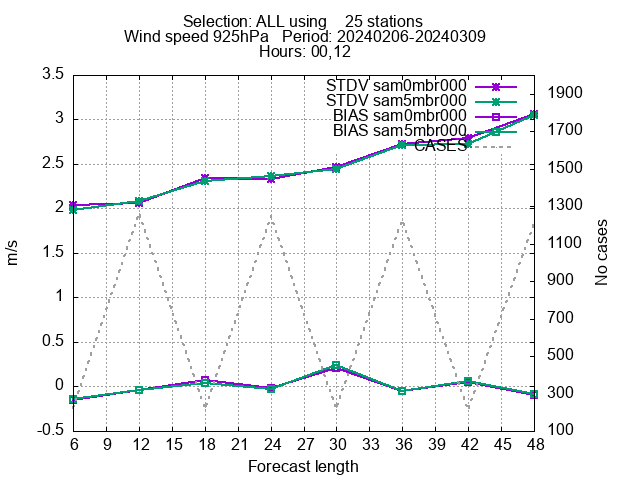 Selection: ALL using    25 stations
Wind speed 925hPa   Period: 20240206-20240309
Hours: 00,12
STDV sam0mbr000
STDV sam5mbr000
BIAS sam0mbr000
BIAS sam5mbr000
CASES
3.5
3
2.5
2
1.5
1
0.5
0
-0.5
m/s
1900
1700
1500
1300
1100
900
700
500
300
100
No cases
6 9 12 15 18 21 24 27 30 33 36 39 42 45 48
Forecast length